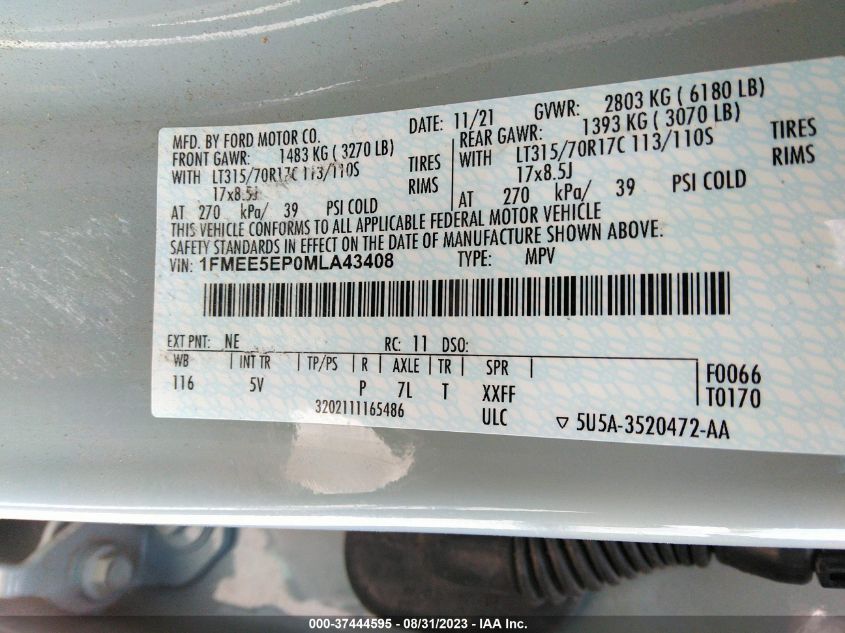 MFD. BY FORD MOTOR CO.
DATE: 11/21 GVWR: 2803 KG ( 6180 LB)
FRONT GAWR: 1483 KG ( 3270 LB)
REAR GAWR: 1393 KG ( 3070 LB)
WITH LT315/70R17C 113/110S TIRES
WITH LT315/70R17C 113/110S TIRES
17x8.5J RIMS
17x8.5J RIMS
AT 270 kPa/ 39 PSI COLD
AT 270 kPa/ 39 PSI COLD
THIS VEHICLE CONFORMS TO ALL APPLICABLE FEDERAL MOTOR VEHICLE
SAFETY STANDARDS IN EFFECT ON THE DATE OF MANUFACTURE SHOWN ABOVE.
VIN: 1FMEE5EP0MLA43408 TYPE: MPV
EXT PNT: NE RC: 11 DSO:
WB INT TR TP/PS R AXLE TR SPR
116 5V P 7L T XXFF
F0066
T0170
3202111165486 ULC
▽ 5U5A-3520472-AA
000-37444595 - 08/31/2023 - IAA Inc.